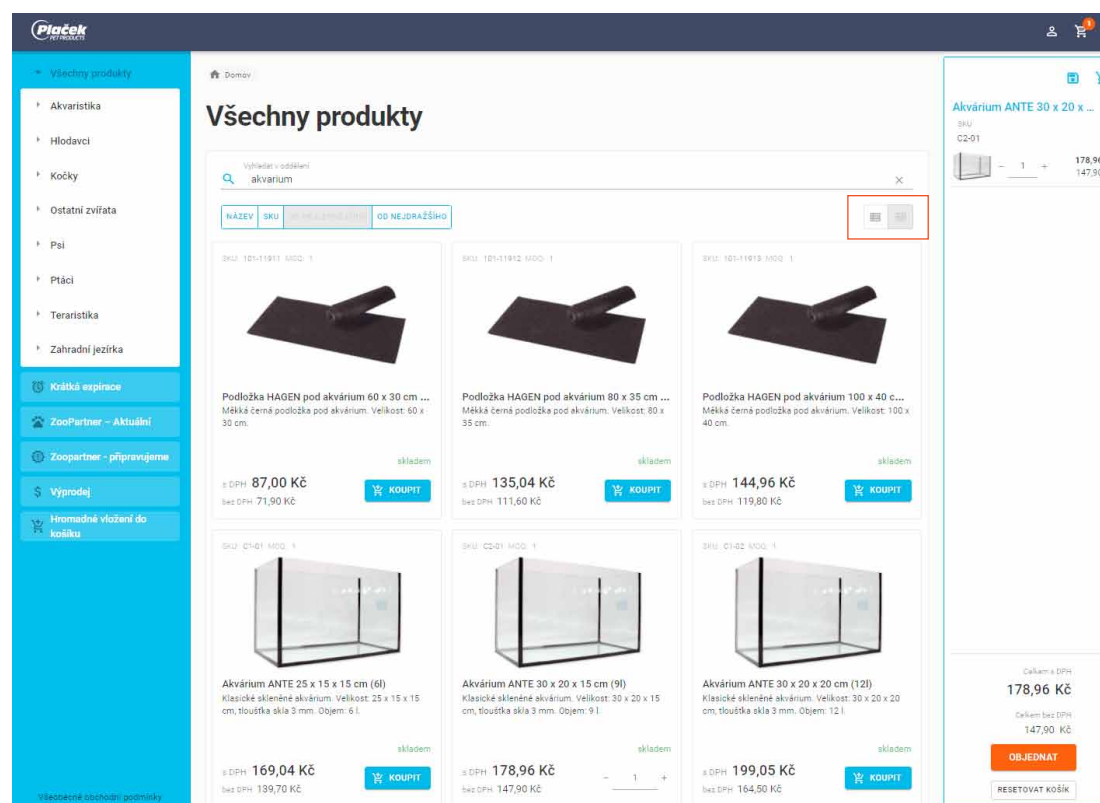 Plaček
PET PRODUCTS
3
Všechny produkty
Akvaristika
Hlodavci
Kočky
Ostatní zvířata
Psi
Ptáci
Teraristika
Zahradní jezírka
Krátká expirace
ZooPartner – Aktuální
Zoopartner - připravujeme
Výprodej
Hromadné vložení do
košíku
Všeobecné obchodní podmínky
Domov
Všechny produkty
Vyhledat v oddělení
akvarium
NÁZEV SKU OD NEJLEVNĚJŠÍHO OD NEJDRAŽŠÍHO
SKU: 101-11911 MOQ: 1
Podložka HAGEN pod akvárium 60 x 30 cm ...
Měkká černá podložka pod akvárium. Velikost: 60 x
30 cm.
skladem
s DPH 87,00 Kč
bez DPH 71,90 Kč
KOUPIT
SKU: 101-11912 MOQ: 1
Podložka HAGEN pod akvárium 80 x 35 cm ...
Měkká černá podložka pod akvárium. Velikost: 80 x
35 cm.
skladem
s DPH 135,04 Kč
bez DPH 111,60 Kč
KOUPIT
SKU: 101-11913 MOQ: 1
Podložka HAGEN pod akvárium 100 x 40 c...
Měkká černá podložka pod akvárium. Velikost: 100 x
40 cm.
skladem
s DPH 144,96 Kč
bez DPH 119,80 Kč
KOUPIT
SKU: C1-01 MOQ: 1
Akvárium ANTE 25 x 15 x 15 cm (6l)
Klasické skleněné akvárium. Velikost: 25 x 15 x 15
cm, tloušťka skla 3 mm. Objem: 6 l.
skladem
s DPH 169,04 Kč
bez DPH 139,70 Kč
KOUPIT
SKU: C2-01 MOQ: 1
Akvárium ANTE 30 x 20 x 15 cm (9l)
Klasické skleněné akvárium. Velikost: 30 x 20 x 15
cm, tloušťka skla 3 mm. Objem: 9 l.
skladem
s DPH 178,96 Kč
bez DPH 147,90 Kč
– 1 +
SKU: C1-02 MOQ: 1
Akvárium ANTE 30 x 20 x 20 cm (12l)
Klasické skleněné akvárium. Velikost: 30 x 20 x 20
cm, tloušťka skla 3 mm. Objem: 12 l.
skladem
s DPH 199,05 Kč
bez DPH 164,50 Kč
KOUPIT
Akvárium ANTE 30 x 20 x ...
SKU
C2-01
– 1 +
178,96
147,90
Celkem s DPH
178,96 Kč
Celkem bez DPH
147,90 Kč
OBJEDNAT
RESETOVAT KOŠÍK